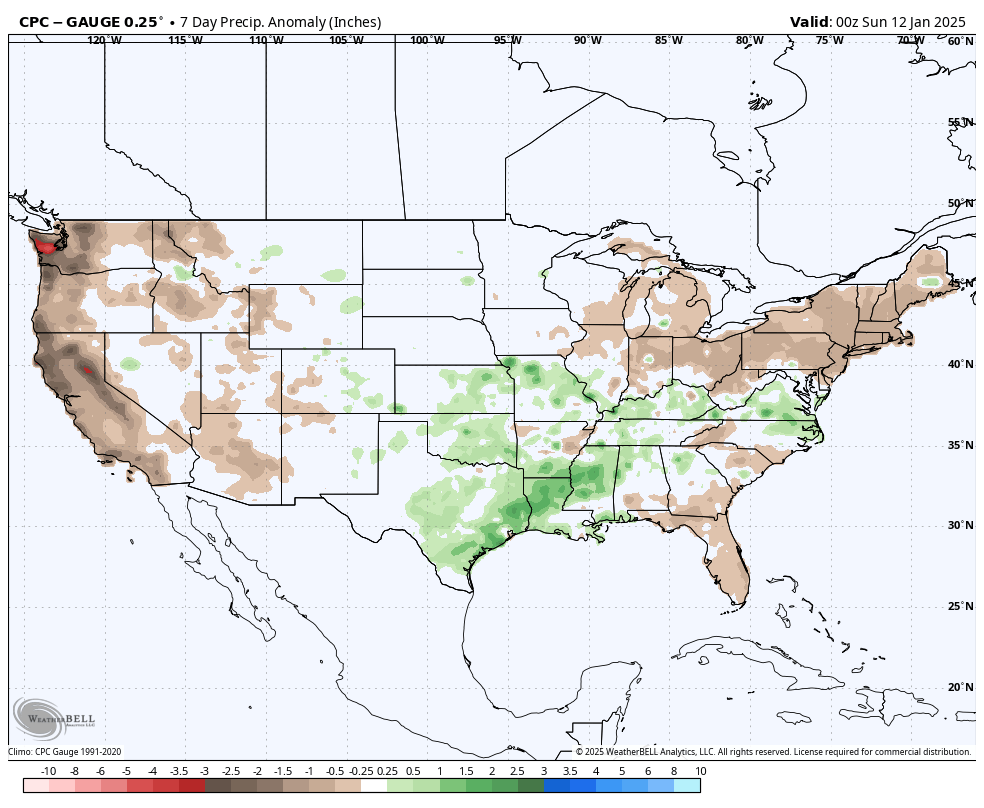 CPC − GAUGE 0.25° • 7 Day Precip. Anomaly (Inches)
Valid: 00z Sun 12 Jan 2025
120°W 115°W 110°W 105°W 100°W 95°W 90°W 85°W 80°W 75°W 70°W 60°N
55°N
50°N
45°N
40°N
35°N
30°N
25°N
20°N
WEATHERBELL
Analytics LLC
Climo: CPC Gauge 1991-2020
© 2025 WeatherBELL Analytics, LLC. All rights reserved. License required for commercial distribution.
-10 -8 -6 -5 -4 -3.5 -3 -2.5 -2 -1.5 -1 -0.5 -0.25 0.25 0.5 1 1.5 2 2.5 3 3.5 4 5 6 8 10